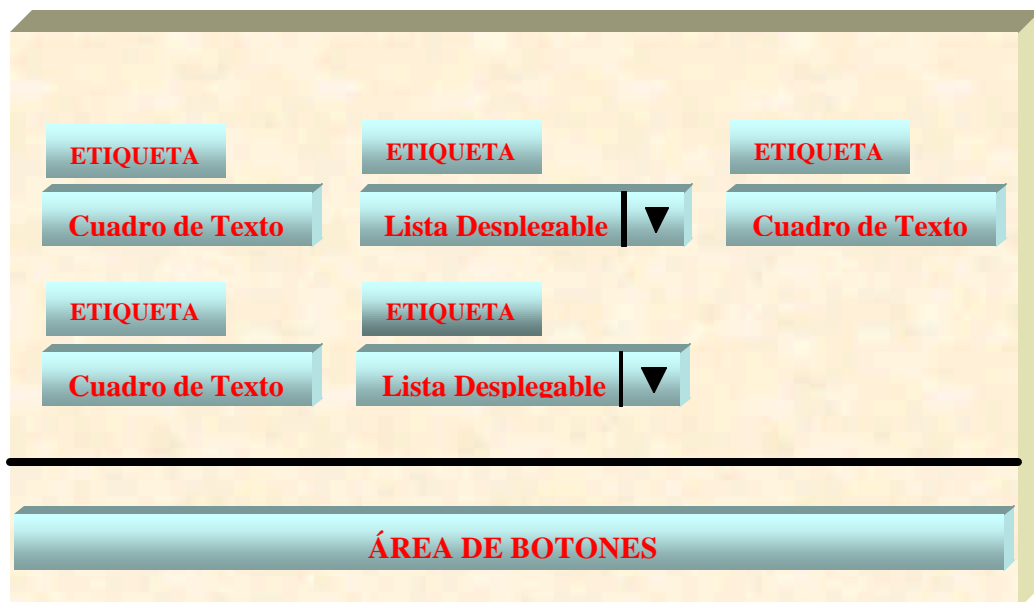 ETIQUETA
ETIQUETA
ETIQUETA
Cuadro de Texto
Lista Desplegable
Cuadro de Texto
ETIQUETA
ETIQUETA
Cuadro de Texto
Lista Desplegable
ÁREA DE BOTONES